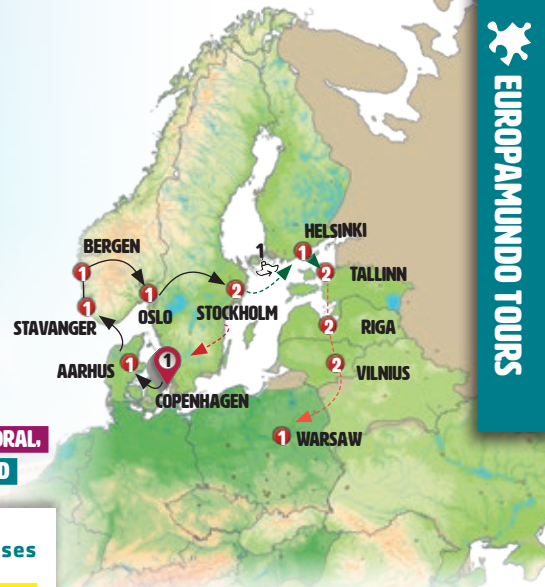 EUROPAMUNDO TOURS
HELSINKI
1
1
BERGEN
1
2
TALLINN
1
2
OSLO
STOCKHOLM
1
STAVANGER
2
RIGA
AARHUS
1
1
2
VILNIUS
COPENHAGEN
1
WARSAW
ORAL,
D
ses